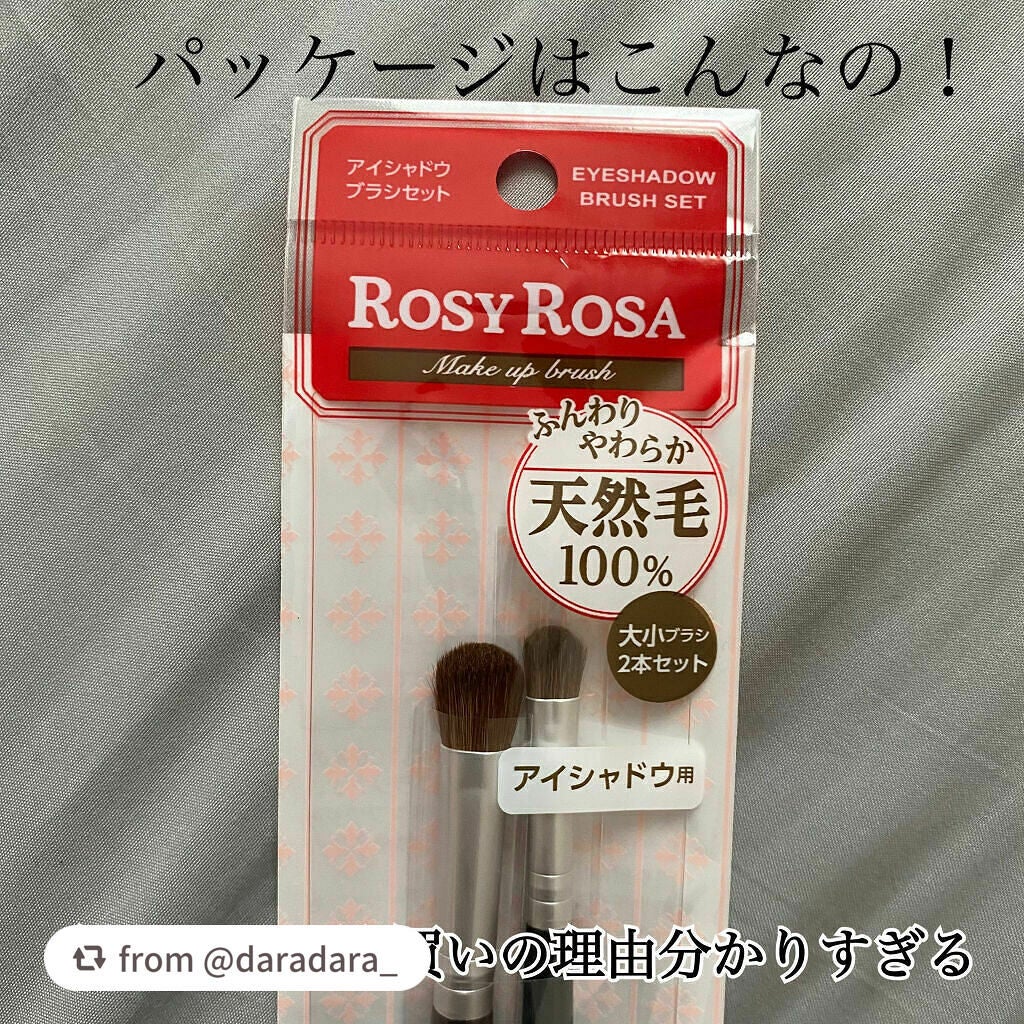 パッケージはこんなの！
アイシャドウ
ブラシセット
EYESHADOW
BRUSH SET
ROSY ROSA
Make up brush
ふんわり
やわらか
天然毛
100%
大小ブラシ
2本セット
アイシャドウ用
買いの理由分かりすぎる
from @daradara_